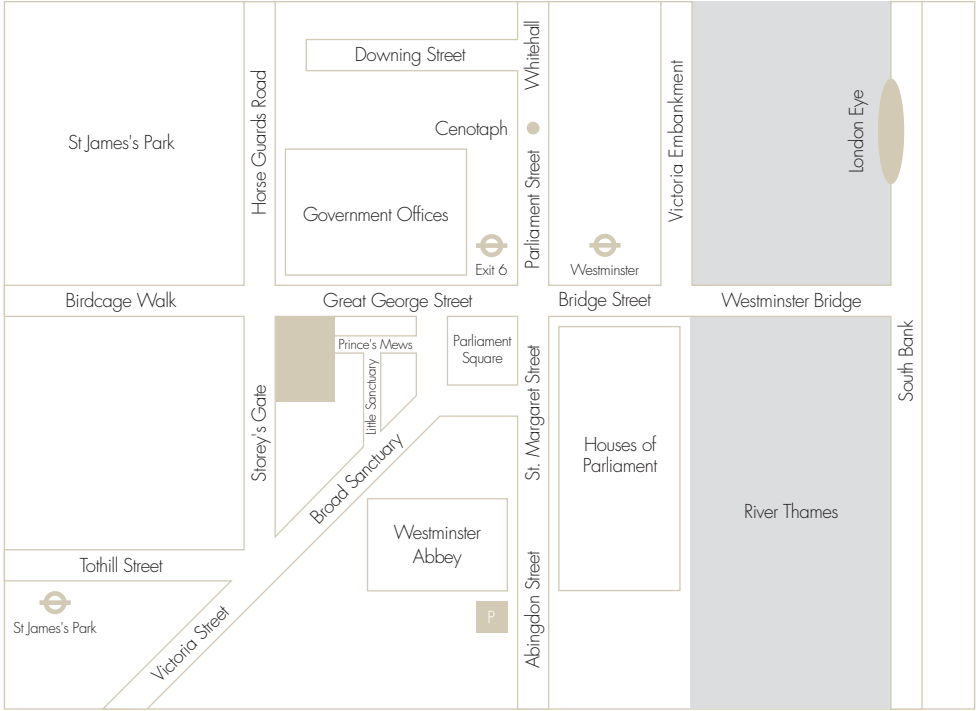 Downing Street
Whitehall
Horse Guards Road
St James's Park
Cenotaph
Parliament Street
Victoria Embankment
London Eye
Government Offices
Exit 6
Westminster
Birdcage Walk
Great George Street
Bridge Street
Westminster Bridge
Prince's Mews
Parliament
Square
Little Sanctuary
Storey's Gate
St. Margaret Street
South Bank
Broad Sanctuary
Houses of
Parliament
River Thames
Westminster
Abbey
Tothill Street
St James's Park
Victoria Street
P
Abingdon Street